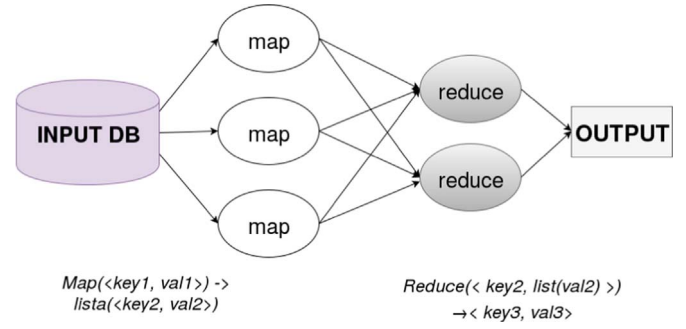 map
reduce
INPUT DB
map
OUTPUT
reduce
map
Map(<key1, val1>) ->
lista(<key2, val2>)
Reduce(< key2, list(val2) >)
→< key3, val3>